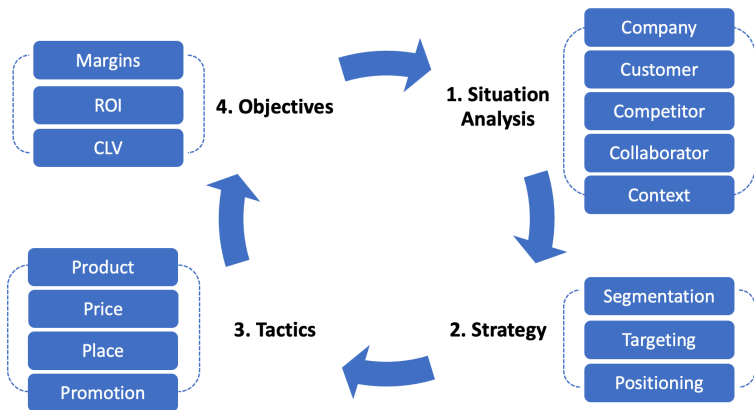 1. Situation
Analysis
Company
Customer
Competitor
Collaborator
Context
2. Strategy
Segmentation
Targeting
Positioning
3. Tactics
Product
Price
Place
Promotion
4. Objectives
Margins
ROI
CLV